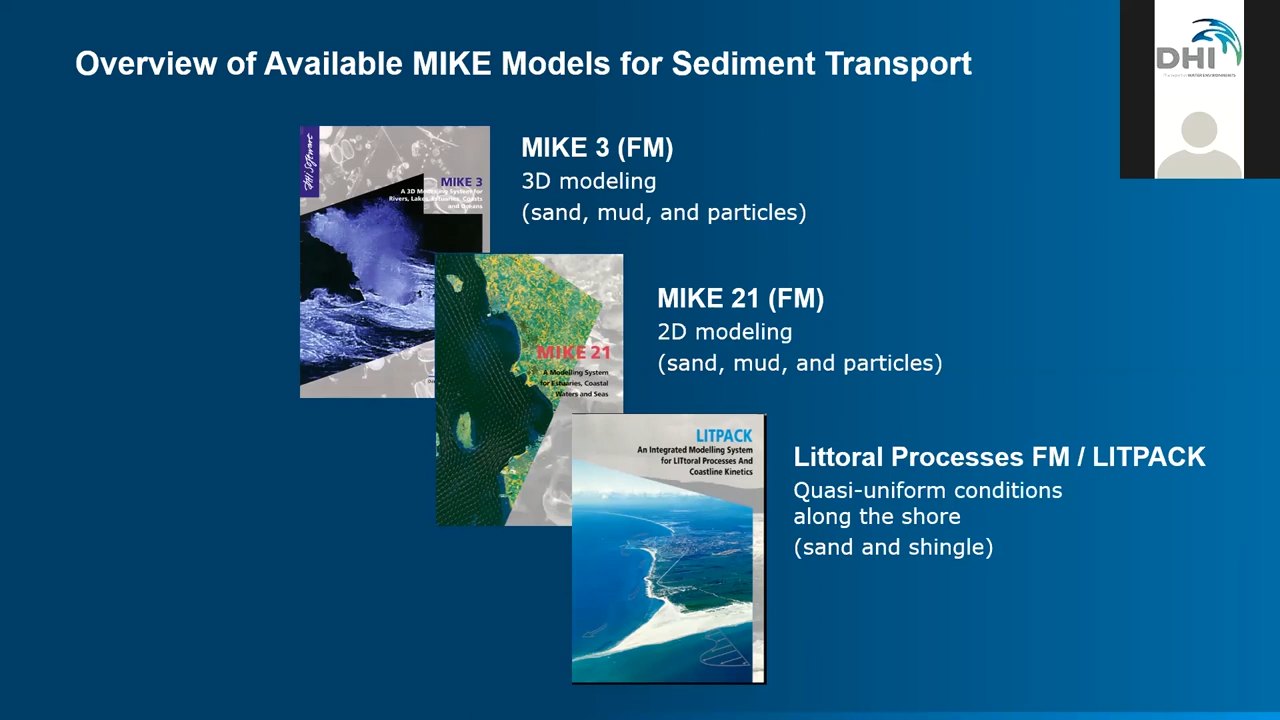 Overview of Available MIKE Models for Sediment Transport
DHI
MIKE 3
A 3D Modelling System for
Rivers, Lakes, Estuaries, Coasts
and Oceans
MIKE 3 (FM)
3D modeling
(sand, mud, and particles)
MIKE 21
A Modelling System
for Estuaries, Coastal
Waters and Seas
MIKE 21 (FM)
2D modeling
(sand, mud, and particles)
LITPACK
An Integrated Modelling System
for LITtoral Processes And
Coastline Kinetics
Littoral Processes FM / LITPACK
Quasi-uniform conditions
along the shore
(sand and shingle)